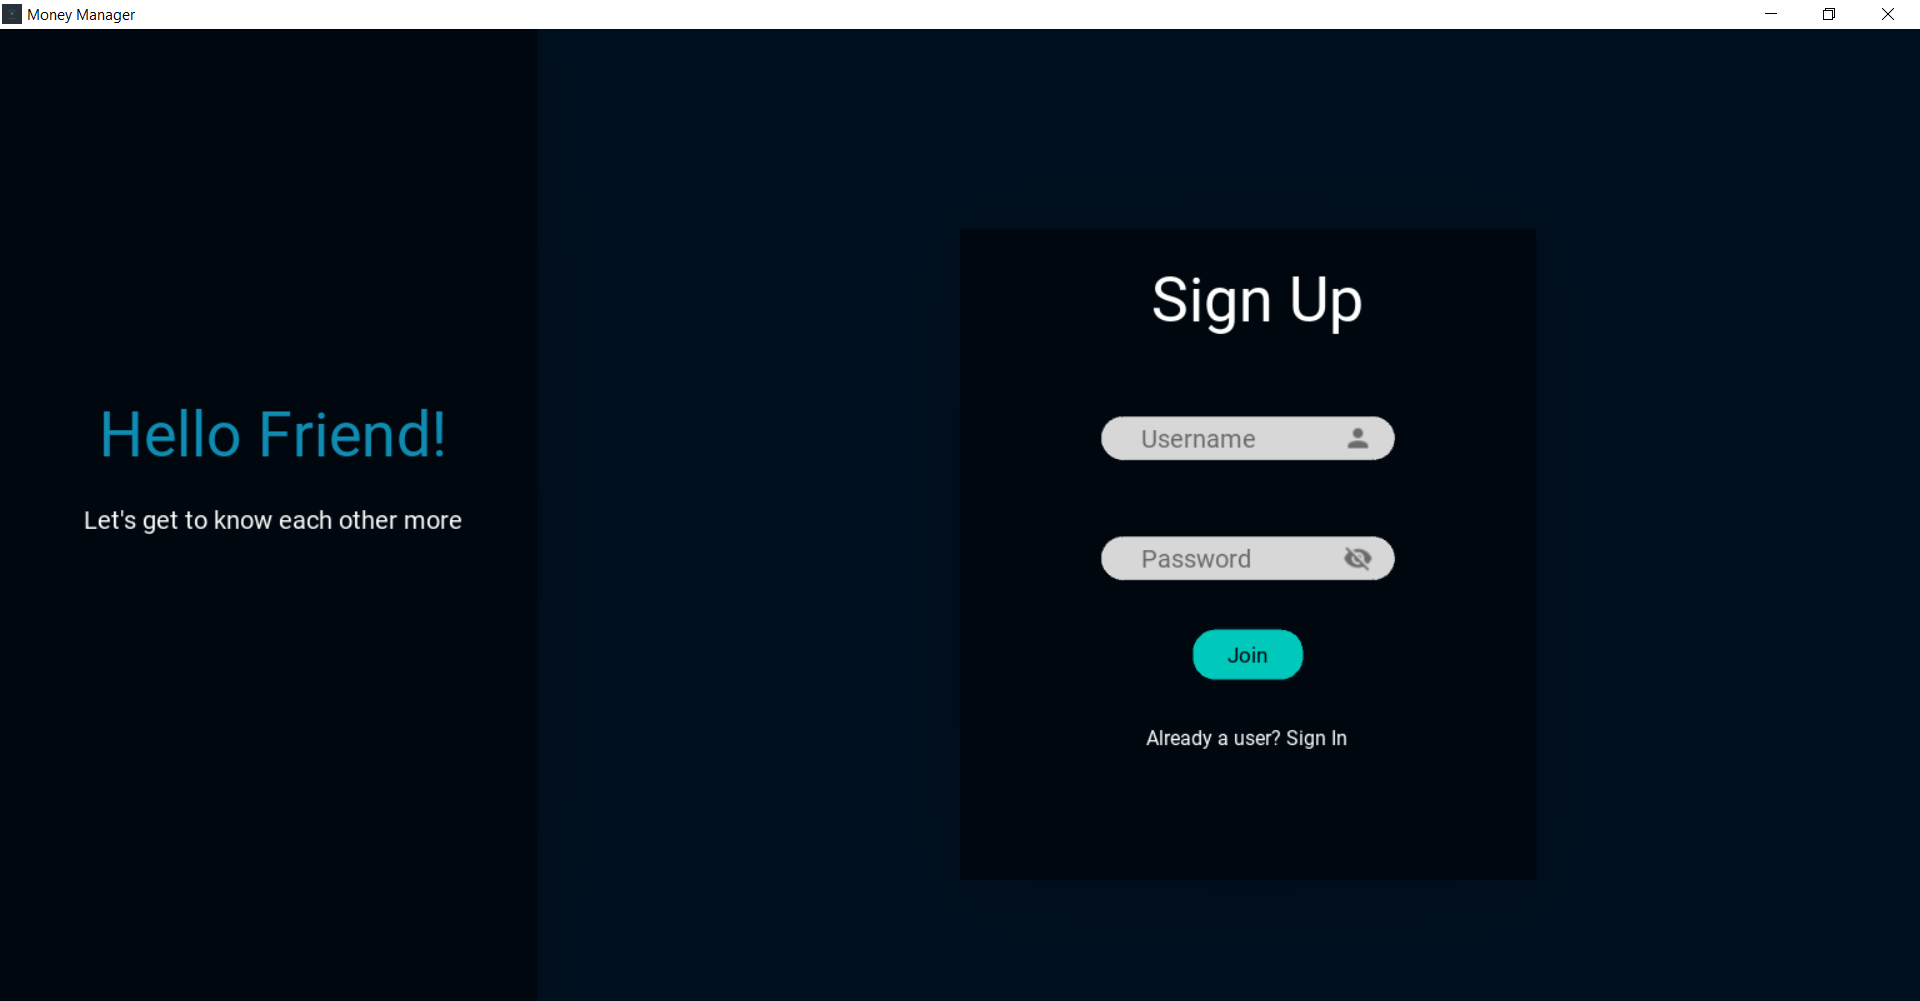 Money Manager
Hello Friend!
Let's get to know each other more
Sign Up
Username
Password
Join
Already a user? Sign In